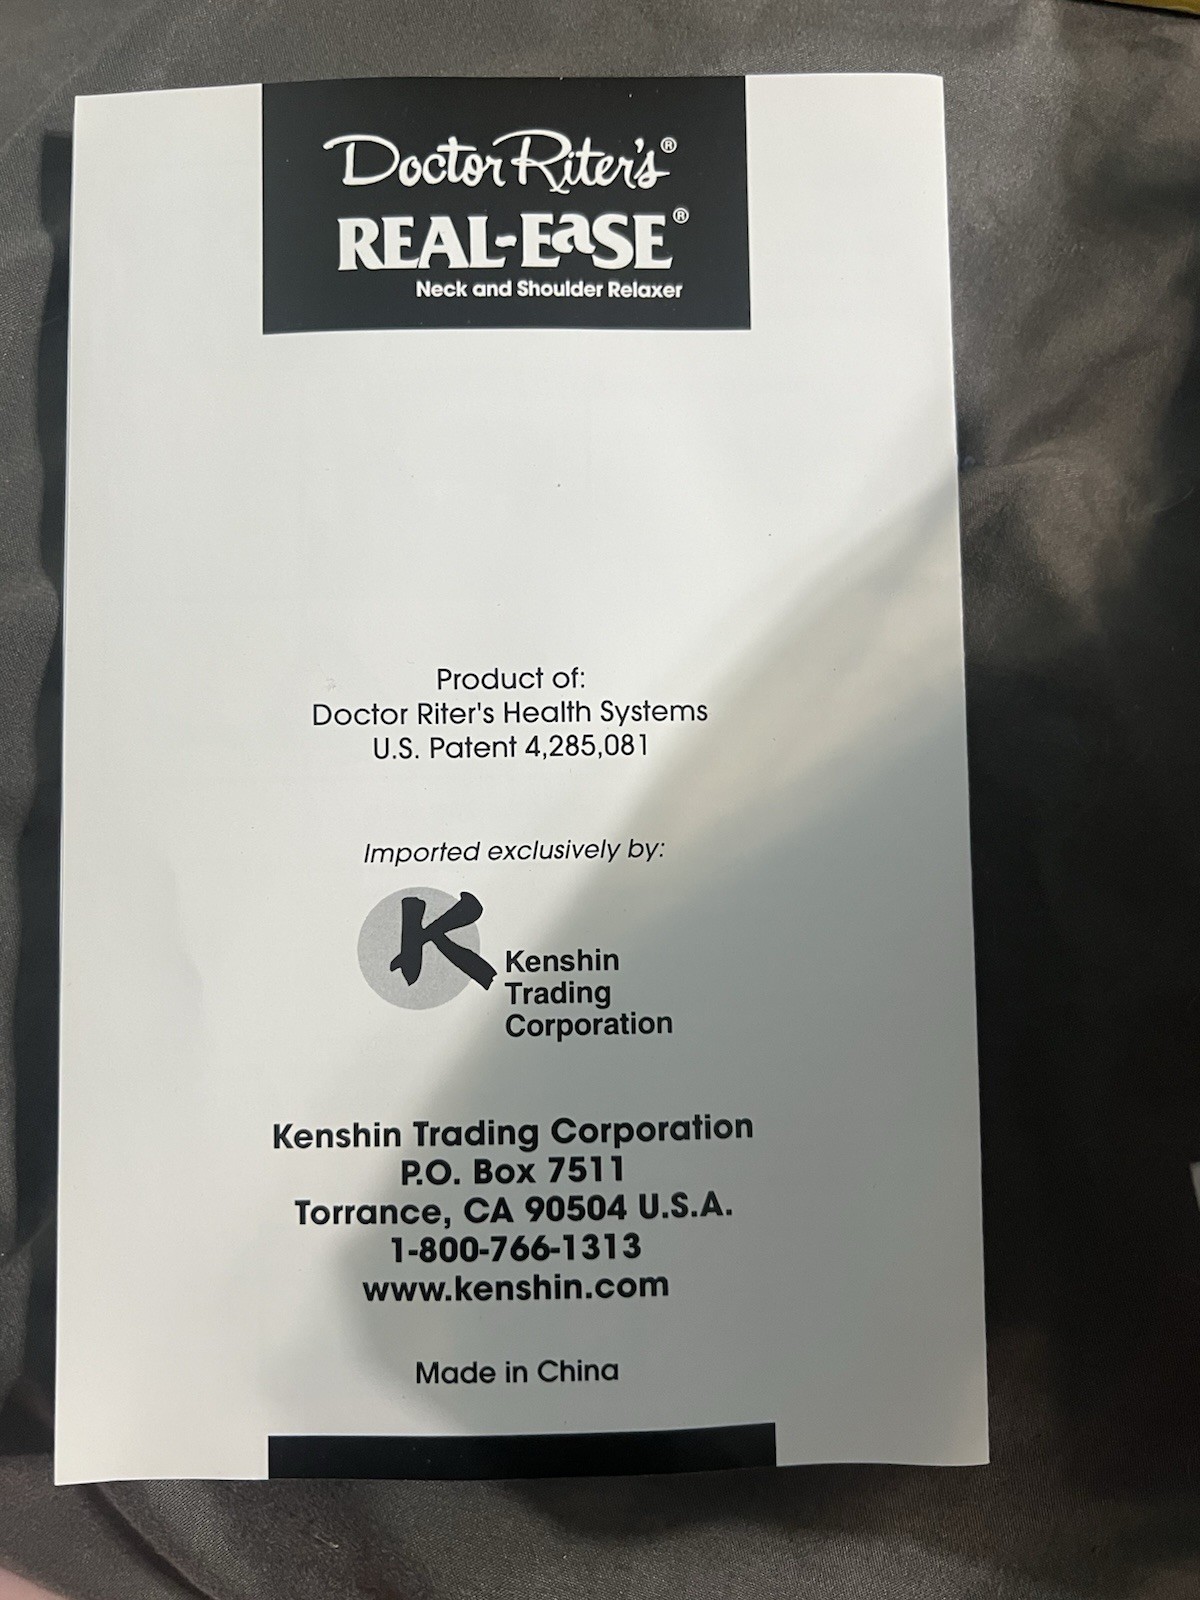 Doctor Riter's®
REAL-EaSE®
Neck and Shoulder Relaxer
Product of:
Doctor Riter's Health Systems
U.S. Patent 4,285,081
Imported exclusively by:
K
Kenshin
Trading
Corporation
Kenshin Trading Corporation
P.O. Box 7511
Torrance, CA 90504 U.S.A.
1-800-766-1313
www.kenshin.com
Made in China